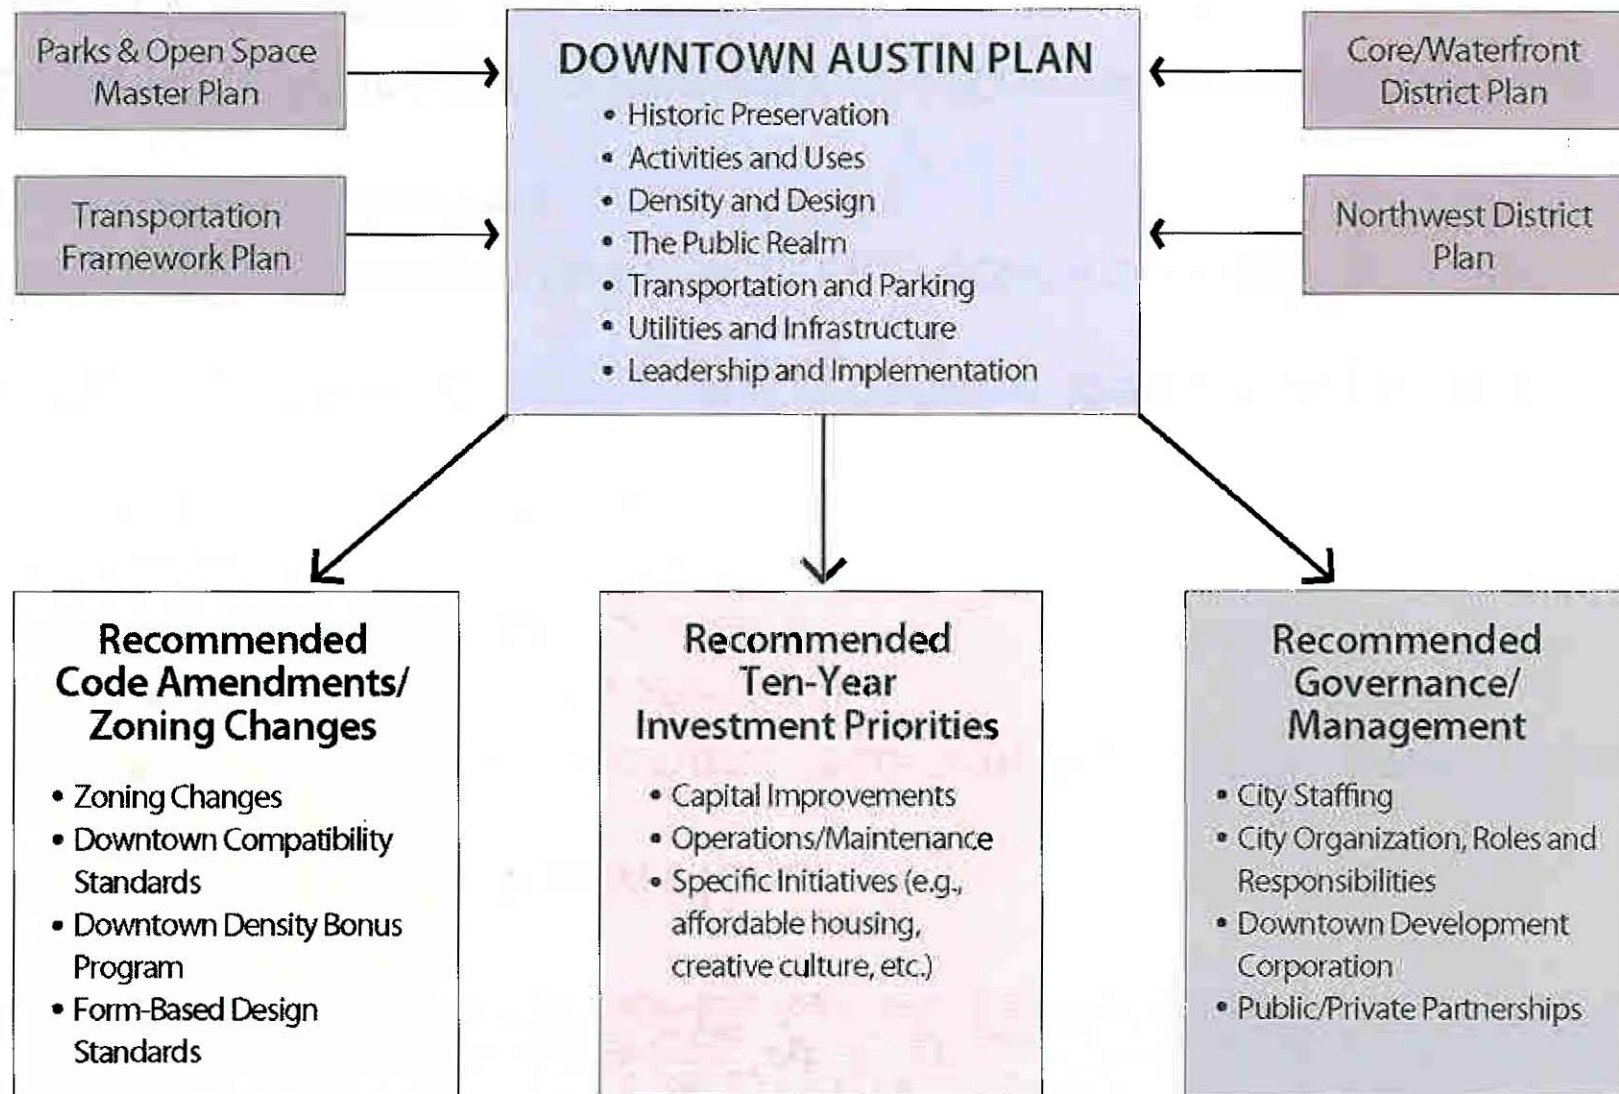 Parks & Open Space
Master Plan
Transportation
Framework Plan
DOWNTOWN AUSTIN PLAN
• Historic Preservation
• Activities and Uses
• Density and Design
• The Public Realm
• Transportation and Parking
• Utilities and Infrastructure
• Leadership and Implementation
Core/Waterfront
District Plan
Northwest District
Plan
Recommended
Code Amendments/
Zoning Changes
• Zoning Changes
• Downtown Compatibility
Standards
• Downtown Density Bonus
Program
• Form-Based Design
Standards
Recommended
Ten-Year
Investment Priorities
• Capital Improvements
• Operations/Maintenance
• Specific Initiatives (e.g.,
affordable housing,
creative culture, etc.)
Recommended
Governance/
Management
• City Staffing
• City Organization, Roles and
Responsibilities
• Downtown Development
Corporation
• Public/Private Partnerships